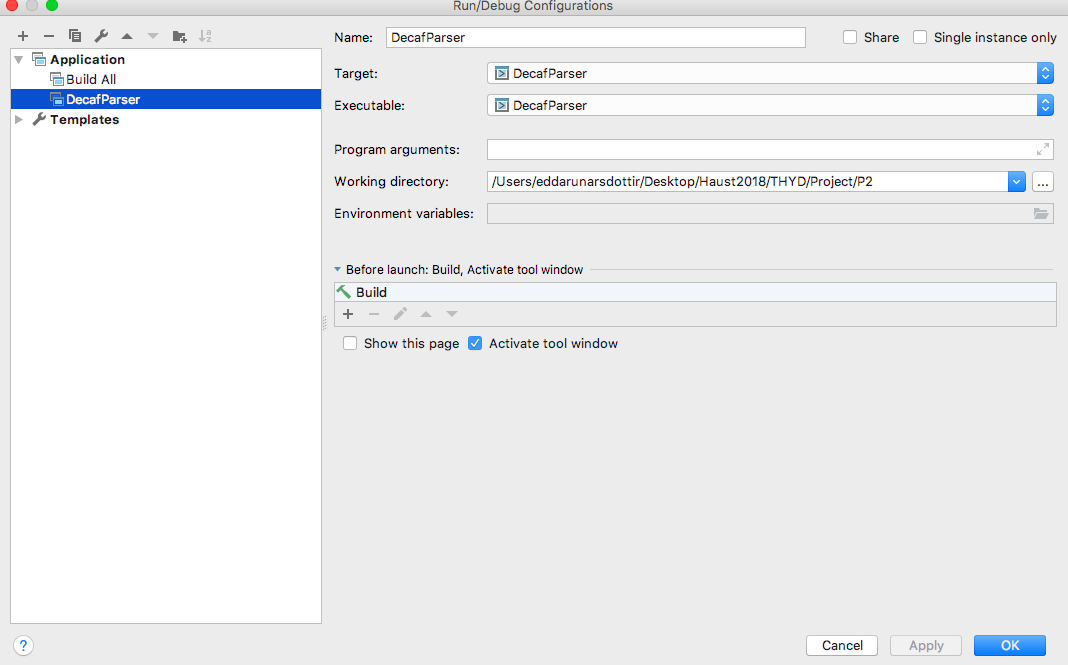 Run/Debug Configurations
Name: DecafParser Share Single instance only
Application
Build All
DecafParser
Templates
Target: DecafParser
Executable: DecafParser
Program arguments:
Working directory: /Users/eddarunarsdottir/Desktop/Haust2018/THYD/Project/P2 ...
Environment variables:
Before launch: Build, Activate tool window
Build
Show this page Activate tool window
? Cancel Apply OK